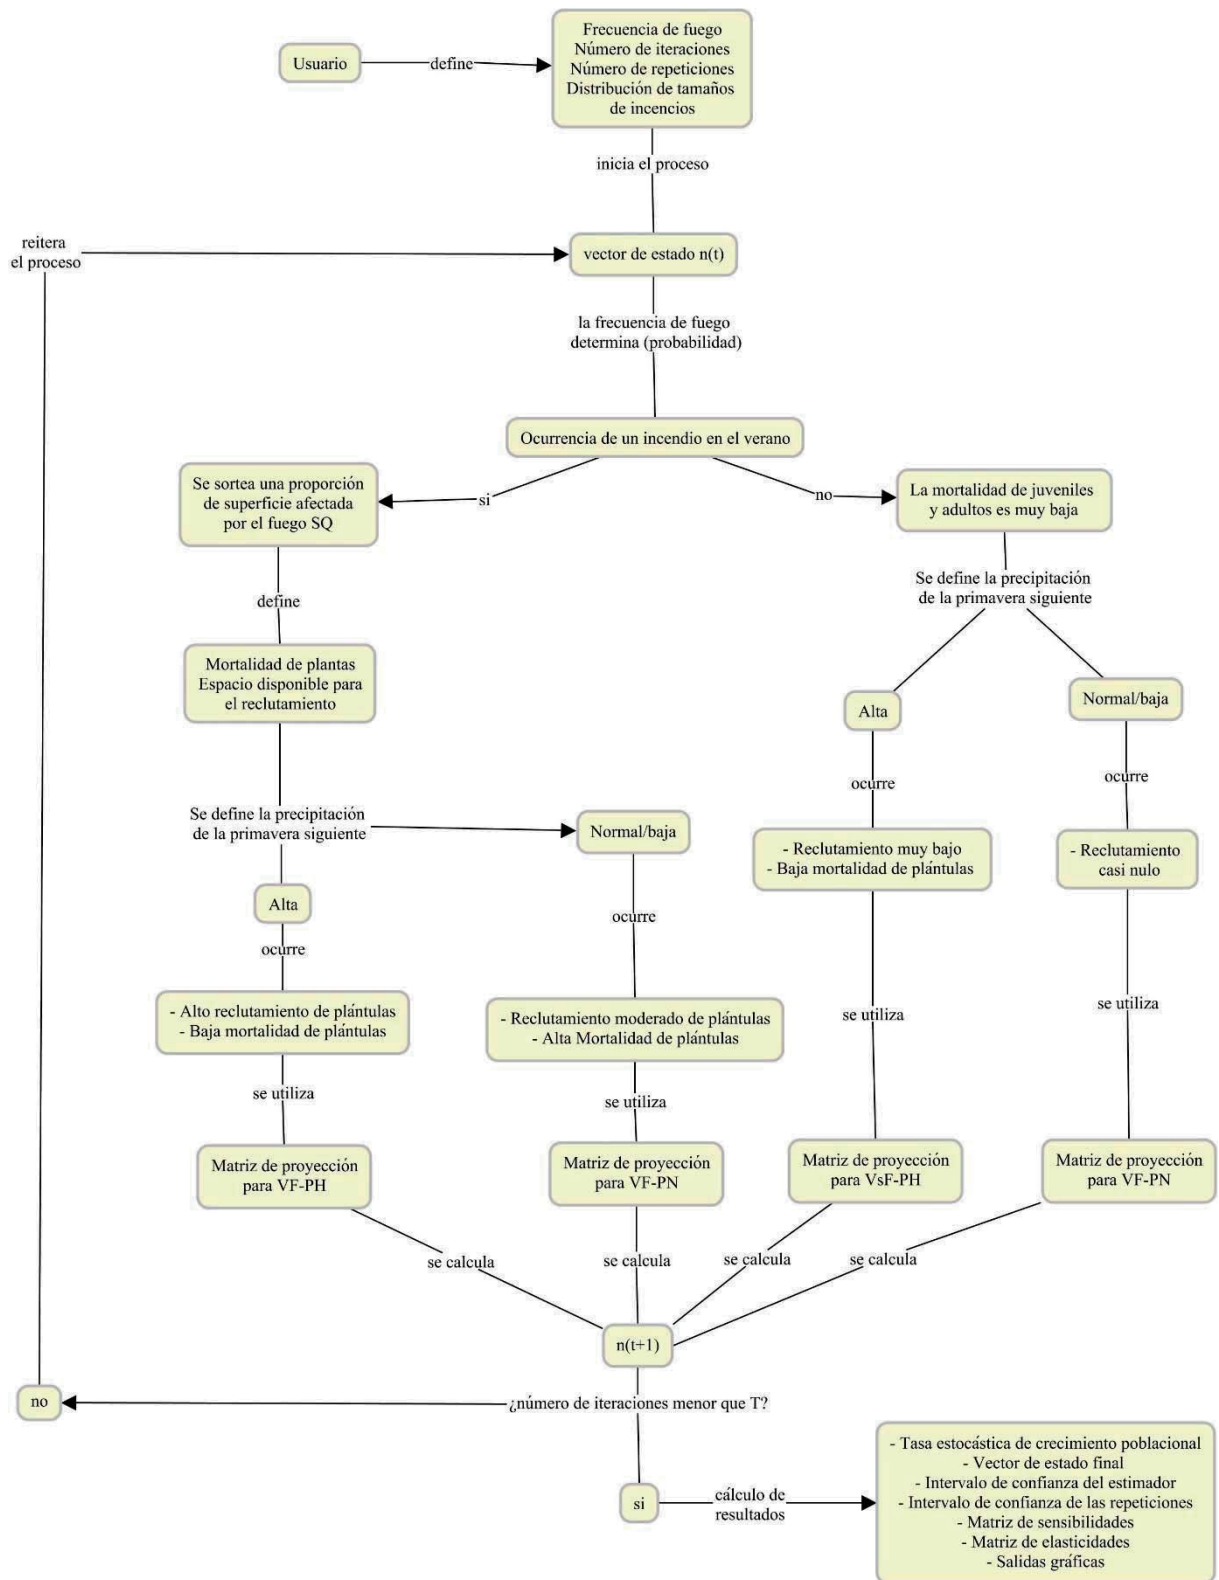 Usuario
define
Frecuencia de fuego
Número de iteraciones
Número de repeticiones
Distribución de tamaños
de incencios
inicia el proceso
reitera
el proceso
vector de estado n(t)
la frecuencia de fuego
determina (probabilidad)
Ocurrencia de un incendio en el verano
si
no
Se sortea una proporción
de superficie afectada
por el fuego SQ
La mortalidad de juveniles
y adultos es muy baja
define
Se define la precipitación
de la primavera siguiente
Mortalidad de plantas
Espacio disponible para
el reclutamiento
Alta
Normal/baja
ocurre
ocurre
Se define la precipitación
de la primavera siguiente
Normal/baja
- Reclutamiento muy bajo
- Baja mortalidad de plántulas
- Reclutamiento
casi nulo
Alta
ocurre
ocurre
- Alto reclutamiento de plántulas
- Baja mortalidad de plántulas
- Reclutamiento moderado de plántulas
- Alta Mortalidad de plántulas
se utiliza
se utiliza
se utiliza
se utiliza
Matriz de proyección
para VF-PH
Matriz de proyección
para VF-PN
Matriz de proyección
para VsF-PH
Matriz de proyección
para VF-PN
se calcula
se calcula
se calcula
se calcula
n(t+1)
no
¿número de iteraciones menor que T?
si
cálculo de
resultados
- Tasa estocástica de crecimiento poblacional
- Vector de estado final
- Intervalo de confianza del estimador
- Intervalo de confianza de las repeticiones
- Matriz de sensibilidades
- Matriz de elasticidades
- Salidas gráficas